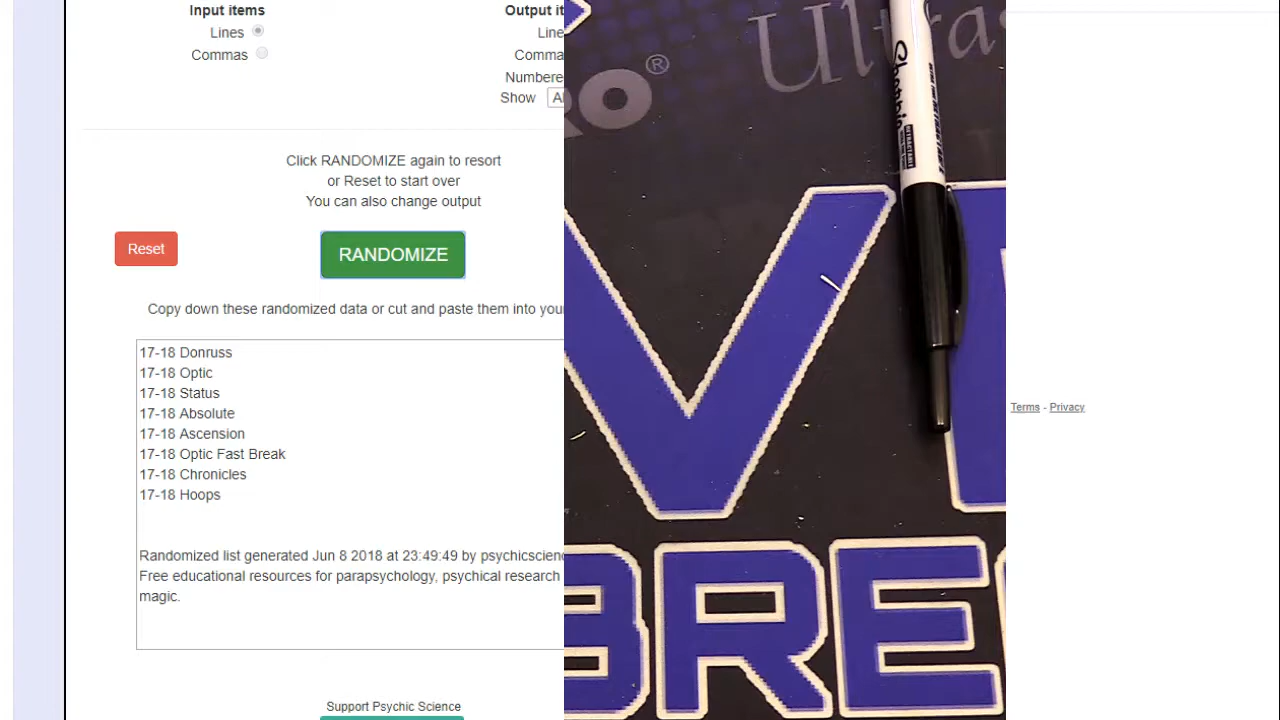 Input items
Output it
Lines
Line
Commas
Comma
Numbere
Show
Click RANDOMIZE again to resort
or Reset to start over
You can also change output
Reset
RANDOMIZE
Copy down these randomized data or cut and paste them into your
17-18 Donruss
17-18 Optic
17-18 Status
17-18 Absolute
17-18 Ascension
17-18 Optic Fast Break
17-18 Chronicles
17-18 Hoops
Randomized list generated Jun 8 2018 at 23:49:49 by psychicscienc
Free educational resources for parapsychology, psychical research
magic.
Support Psychic Science
RO®
Ultra
Sharpie
V
BRE
Terms - Privacy